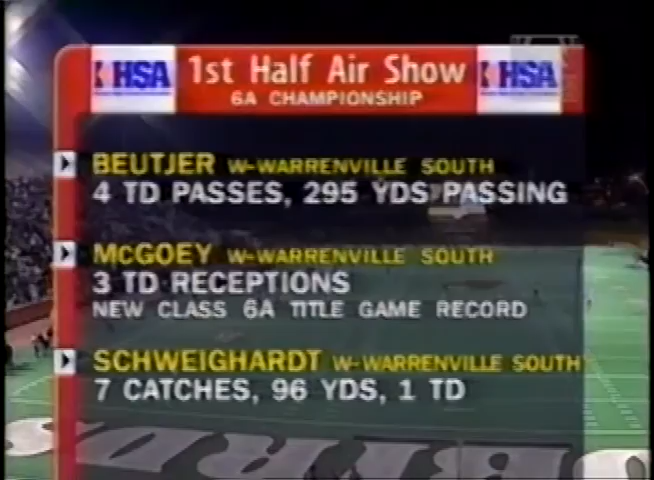 IHSA 1st Half Air Show IHSA
6A CHAMPIONSHIP
BEUTJER W-WARRENVILLE SOUTH
4 TD PASSES, 295 YDS PASSING
MCGOEY W-WARRENVILLE SOUTH
3 TD RECEPTIONS
NEW CLASS 6A TITLE GAME RECORD
SCHWEIGHARDT W-WARRENVILLE SOUTH
7 CATCHES, 96 YDS, 1 TD